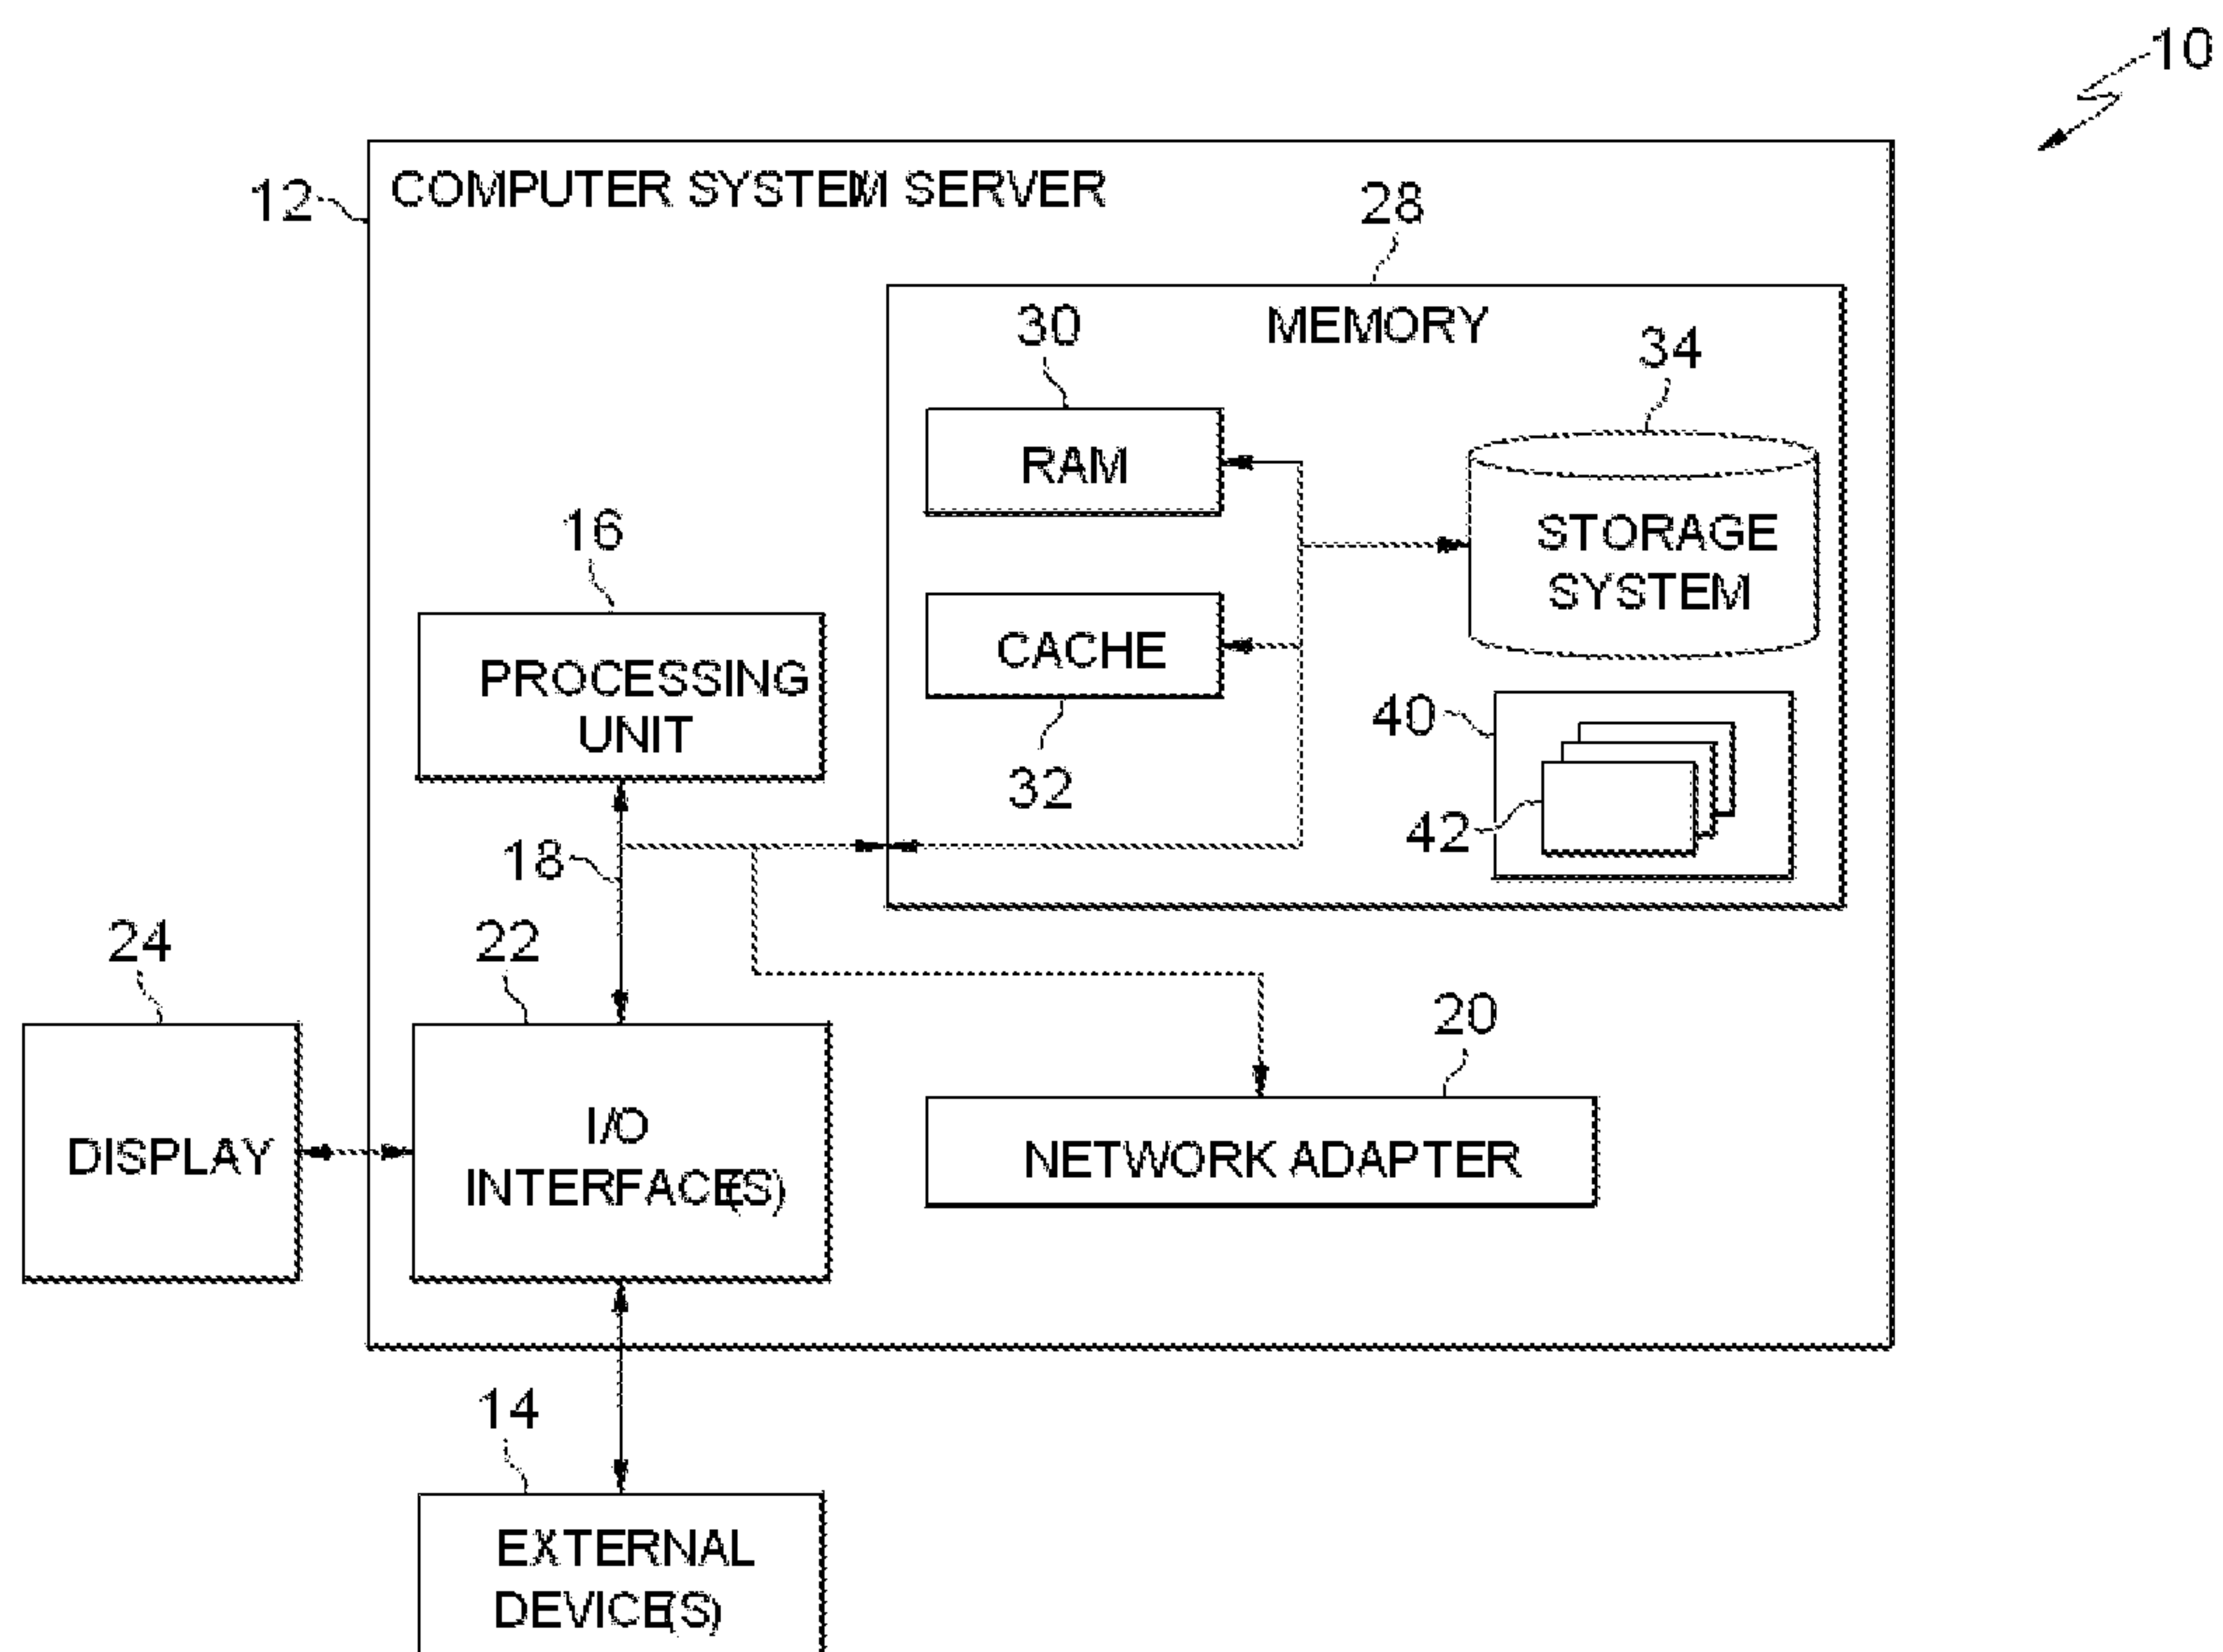 10
12
COMPUTER SYSTEM SERVER
28
MEMORY
30
34
RAM
STORAGE
SYSTEM
16
PROCESSING
UNIT
CACHE
32
40
42
18
24
22
20
DISPLAY
I/O
INTERFACE(S)
NETWORK ADAPTER
14
EXTERNAL
DEVICE(S)